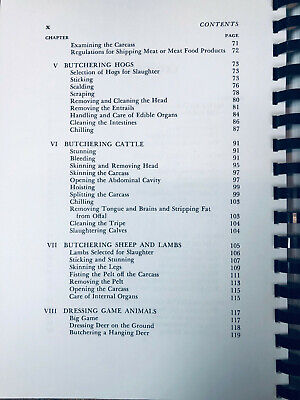 x CONTENTS
CHAPTER PAGE
Examining the Carcass 71
Regulations for Shipping Meat or Meat Food Products 72
V BUTCHERING HOGS 73
Selection of Hogs for Slaughter 73
Sticking 73
Scalding 76
Scraping 78
Removing and Cleaning the Head 80
Removing the Entrails 81
Handling and Care of Edible Organs 84
Cleaning the Intestines 86
Chilling 87
VI BUTCHERING CATTLE 91
Stunning 91
Bleeding 91
Skinning and Removing Head 95
Skinning the Carcass 97
Opening the Abdominal Cavity 97
Hoisting 99
Splitting the Carcass 99
Chilling 103
Removing Tongue and Brains and Stripping Fat
from Offal 103
Cleaning the Tripe 104
Slaughtering Calves 104
VII BUTCHERING SHEEP AND LAMBS 105
Lambs Selected for Slaughter 106
Sticking and Stunning 107
Skinning the Legs 109
Fisting the Pelt off the Carcass 111
Removing the Pelt 113
Opening the Carcass 115
Care of Internal Organs 115
VIII DRESSING GAME ANIMALS 117
Big Game 117
Dressing Deer on the Ground 118
Butchering a Hanging Deer 119